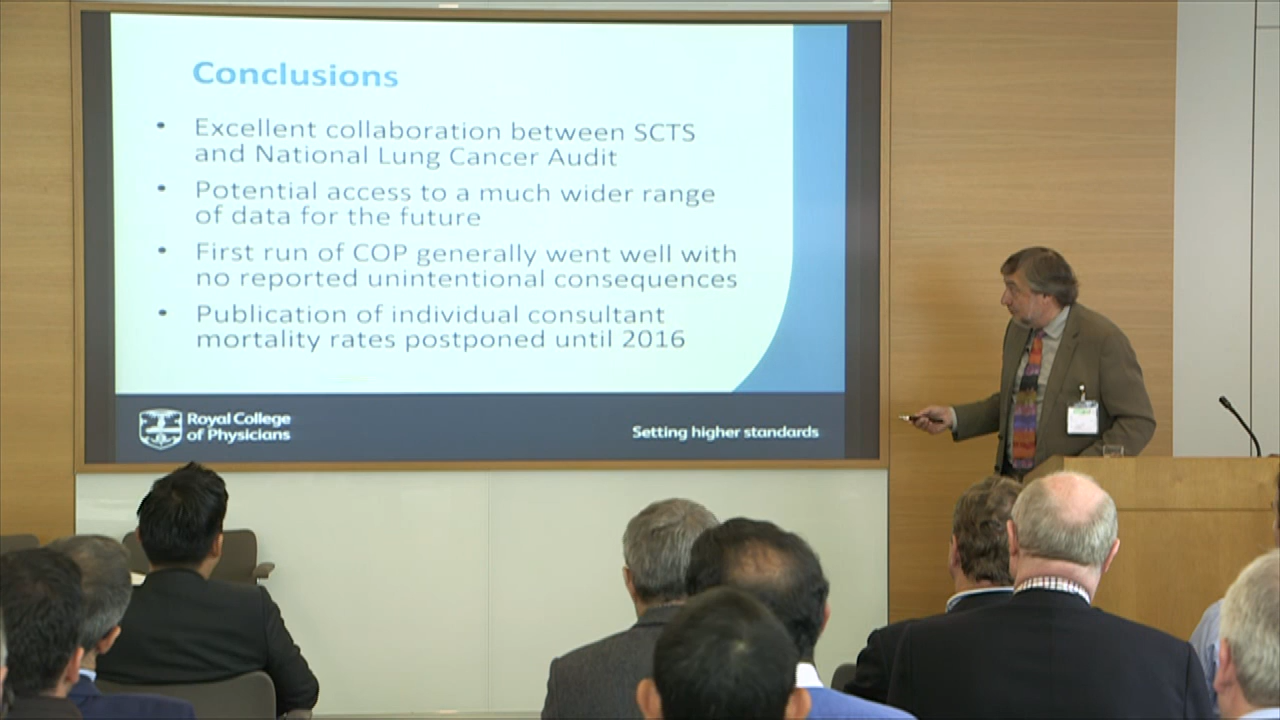 Conclusions
• Excellent collaboration between SCTS
and National Lung Cancer Audit
• Potential access to a much wider range
of data for the future
• First run of COP generally went well with
no reported unintentional consequences
• Publication of individual consultant
mortality rates postponed until 2016
Royal College
of Physicians
Setting higher standards